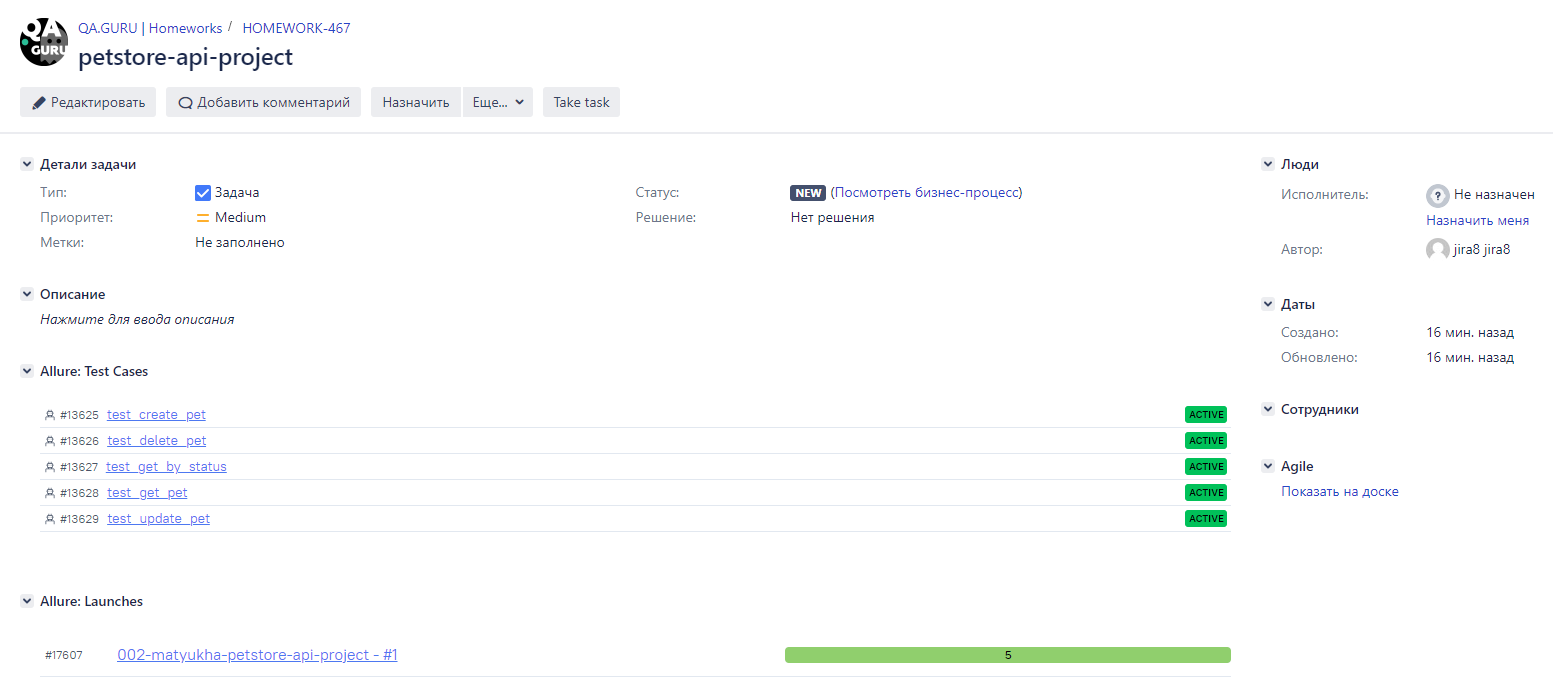 QA
GURU
QA.GURU | Homeworks / HOMEWORK-467
petstore-api-project
Редактировать Добавить комментарий Назначить Еще... Take task
Детали задачи
Тип: Задача Статус: NEW (Посмотреть бизнес-процесс)
Приоритет: Medium Решение: Нет решения
Метки: Не заполнено
Описание
Нажмите для ввода описания
Allure: Test Cases
#13625 test_create_pet ACTIVE
#13626 test_delete_pet ACTIVE
#13627 test_get_by_status ACTIVE
#13628 test_get_pet ACTIVE
#13629 test_update_pet ACTIVE
Allure: Launches
#17607 002-matyukha-petstore-api-project - #1 5
Люди
Исполнитель: ? Не назначен
Назначить меня
Автор: jira8 jira8
Даты
Создано: 16 мин. назад
Обновлено: 16 мин. назад
Сотрудники
Agile
Показать на доске